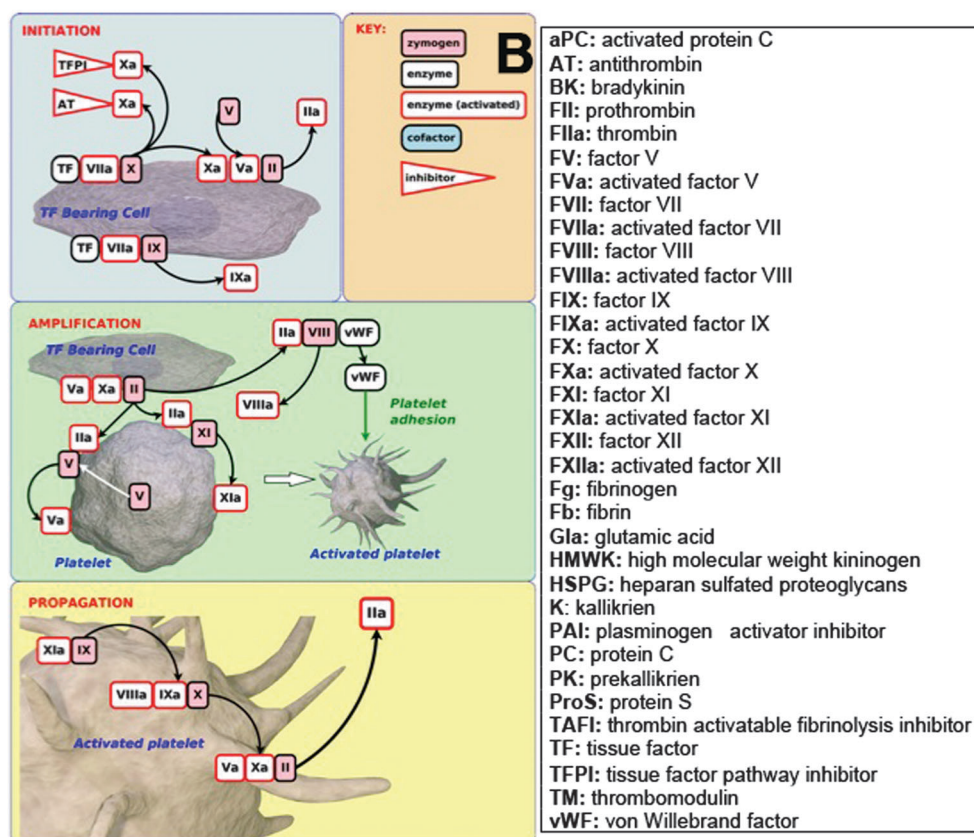 INITIATION
TFPI Xa
AT Xa
V
IIa
TF VIIa X
Xa Va II
TF Bearing Cell
TF VIIa IX
IXa
KEY:
zymogen
enzyme
enzyme (activated)
cofactor
inhibitor
B
AMPLIFICATION
TF Bearing Cell
IIa VIII vWF
vWF
Va Xa II
VIIIa
Platelet
adhesion
IIa
IIa
XI
V
V
XIa
Va
Platelet
Activated platelet
PROPAGATION
IIa
XIa IX
VIIIa IXa X
Activated platelet
Va Xa II
aPC: activated protein C
AT: antithrombin
BK: bradykinin
FII: prothrombin
FIIa: thrombin
FV: factor V
FVa: activated factor V
FVII: factor VII
FVIIa: activated factor VII
FVIII: factor VIII
FVIIIa: activated factor VIII
FIX: factor IX
FIXa: activated factor IX
FX: factor X
FXa: activated factor X
FXI: factor XI
FXIa: activated factor XI
FXII: factor XII
FXIIa: activated factor XII
Fg: fibrinogen
Fb: fibrin
Gla: glutamic acid
HMWK: high molecular weight kininogen
HSPG: heparan sulfated proteoglycans
K: kallikrien
PAI: plasminogen activator inhibitor
PC: protein C
PK: prekallikrien
ProS: protein S
TAFI: thrombin activatable fibrinolysis inhibitor
TF: tissue factor
TFPI: tissue factor pathway inhibitor
TM: thrombomodulin
vWF: von Willebrand factor